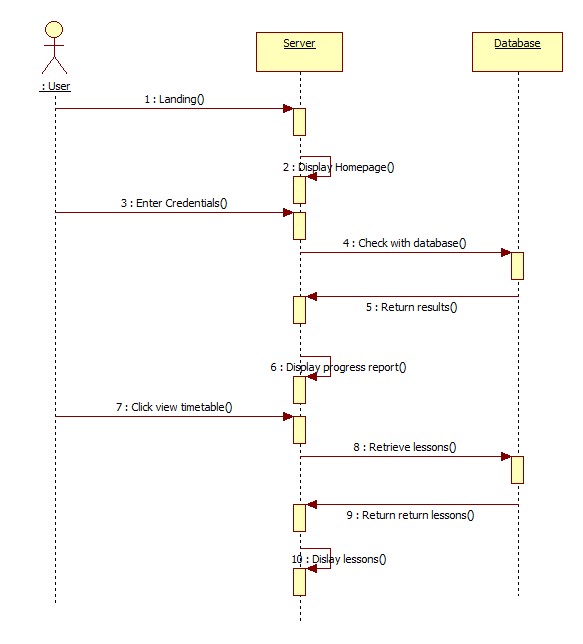 Server
Database
: User
1 : Landing()
2 : Display Homepage()
3 : Enter Credentials()
4 : Check with database()
5 : Return results()
6 : Display progress report()
7 : Click view timetable()
8 : Retrieve lessons()
9 : Return return lessons()
10 : Dislay lessons()